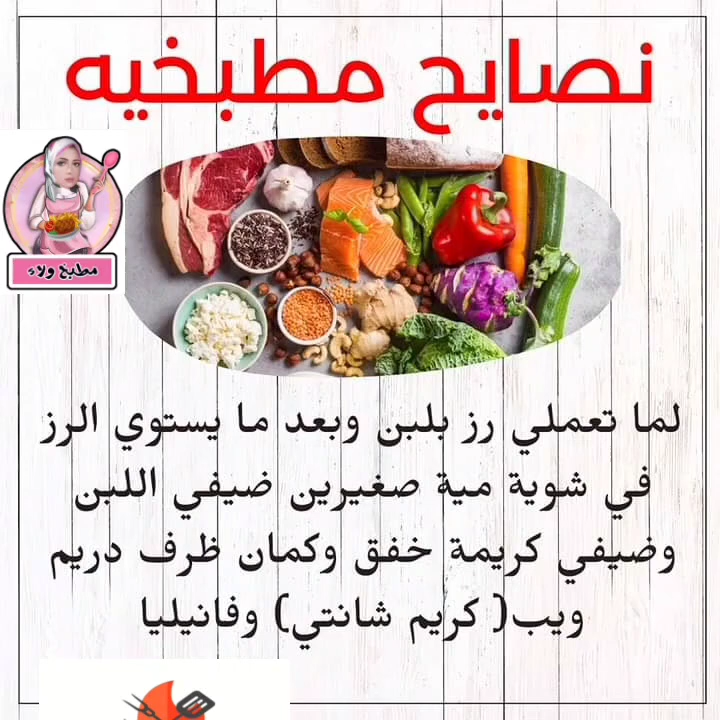 نصايح مطبخيه
مطبخ ولاء
لما تعملي رز بلبن وبعد ما يستوي الرز
في شوية مية صغيرين ضيفي اللبن
وضيفي كريمة خفق وكمان ظرف دريم
ويب( كريم شانتي) وفانيليا